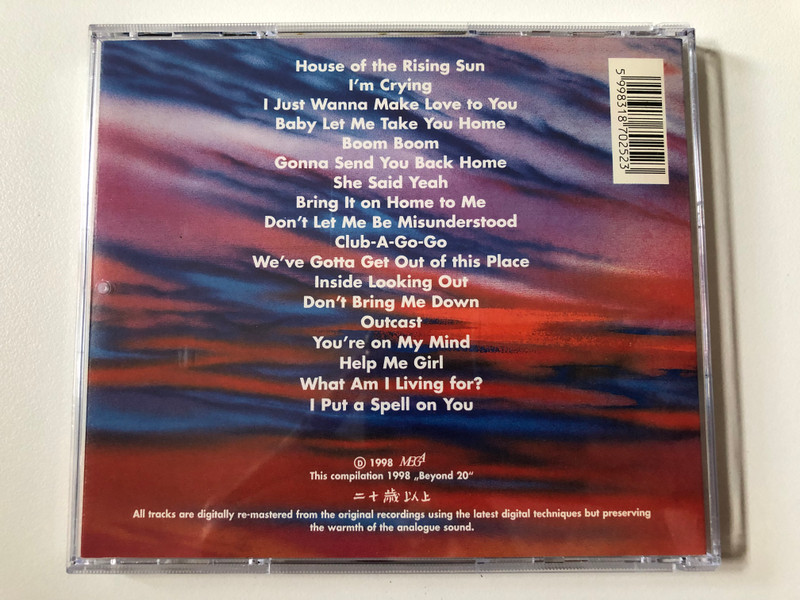 House of the Rising Sun
I'm Crying
I Just Wanna Make Love to You
Baby Let Me Take You Home
Boom Boom
Gonna Send You Back Home
She Said Yeah
Bring It on Home to Me
Don't Let Me Be Misunderstood
Club-A-Go-Go
We've Gotta Get Out of this Place
Inside Looking Out
Don't Bring Me Down
Outcast
You're on My Mind
Help Me Girl
What Am I Living for?
I Put a Spell on You
5 998318 702523
Ⓓ 1998 MEGA
This compilation 1998 „Beyond 20"
二十歳以上
All tracks are digitally re-mastered from the original recordings using the latest digital techniques but preserving
the warmth of the analogue sound.